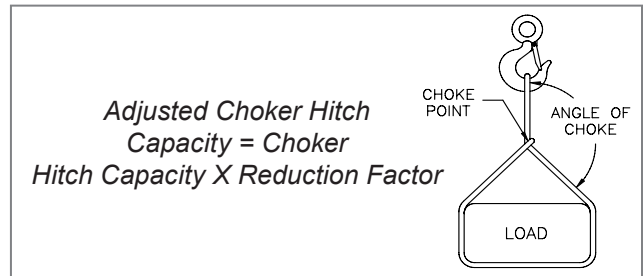 Adjusted Choker Hitch
Capacity = Choker
Hitch Capacity X Reduction Factor
CHOKE
POINT
ANGLE OF
CHOKE
LOAD